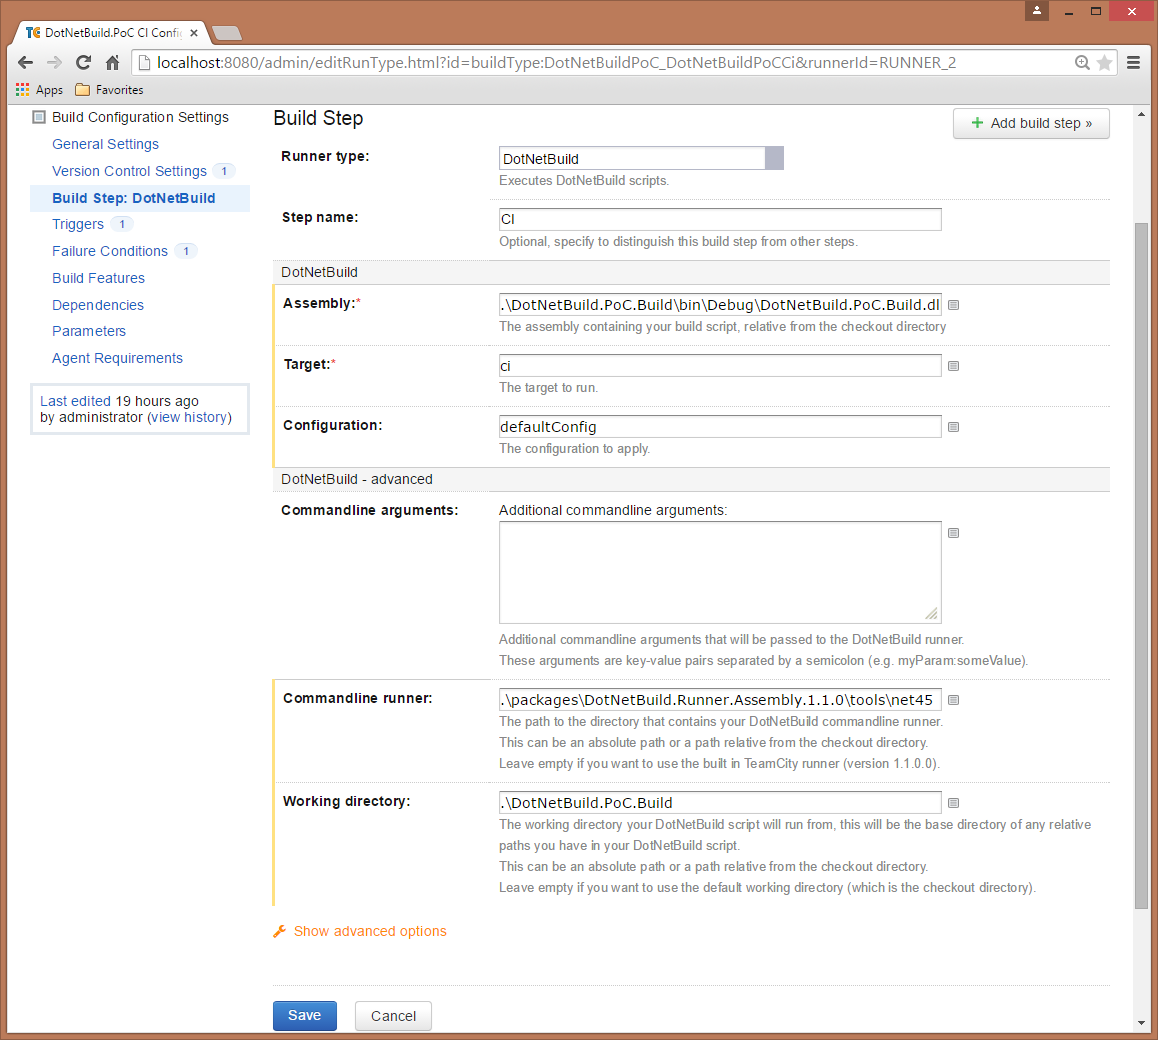 DotNetBuild.PoC CI Config
localhost:8080/admin/editRunType.html?id=buildType:DotNetBuildPoC_DotNetBuildPoCCi&runnerId=RUNNER_2
Apps Favorites
Build Configuration Settings
General Settings
Version Control Settings 1
Build Step: DotNetBuild
Triggers 1
Failure Conditions 1
Build Features
Dependencies
Parameters
Agent Requirements
Last edited 19 hours ago
by administrator (view history)
Build Step
+ Add build step »
Runner type: DotNetBuild
Executes DotNetBuild scripts.
Step name: CI
Optional, specify to distinguish this build step from other steps.
DotNetBuild
Assembly:* .\DotNetBuild.PoC.Build\bin\Debug\DotNetBuild.PoC.Build.dl
The assembly containing your build script, relative from the checkout directory
Target:* ci
The target to run.
Configuration: defaultConfig
The configuration to apply.
DotNetBuild - advanced
Commandline arguments: Additional commandline arguments:
Additional commandline arguments that will be passed to the DotNetBuild runner.
These arguments are key-value pairs separated by a semicolon (e.g. myParam:someValue).
Commandline runner: .\packages\DotNetBuild.Runner.Assembly.1.1.0\tools\net45
The path to the directory that contains your DotNetBuild commandline runner.
This can be an absolute path or a path relative from the checkout directory.
Leave empty if you want to use the built in TeamCity runner (version 1.1.0.0).
Working directory: .\DotNetBuild.PoC.Build
The working directory your DotNetBuild script will run from, this will be the base directory of any relative
paths you have in your DotNetBuild script.
This can be an absolute path or a path relative from the checkout directory.
Leave empty if you want to use the default working directory (which is the checkout directory).
Show advanced options
Save Cancel